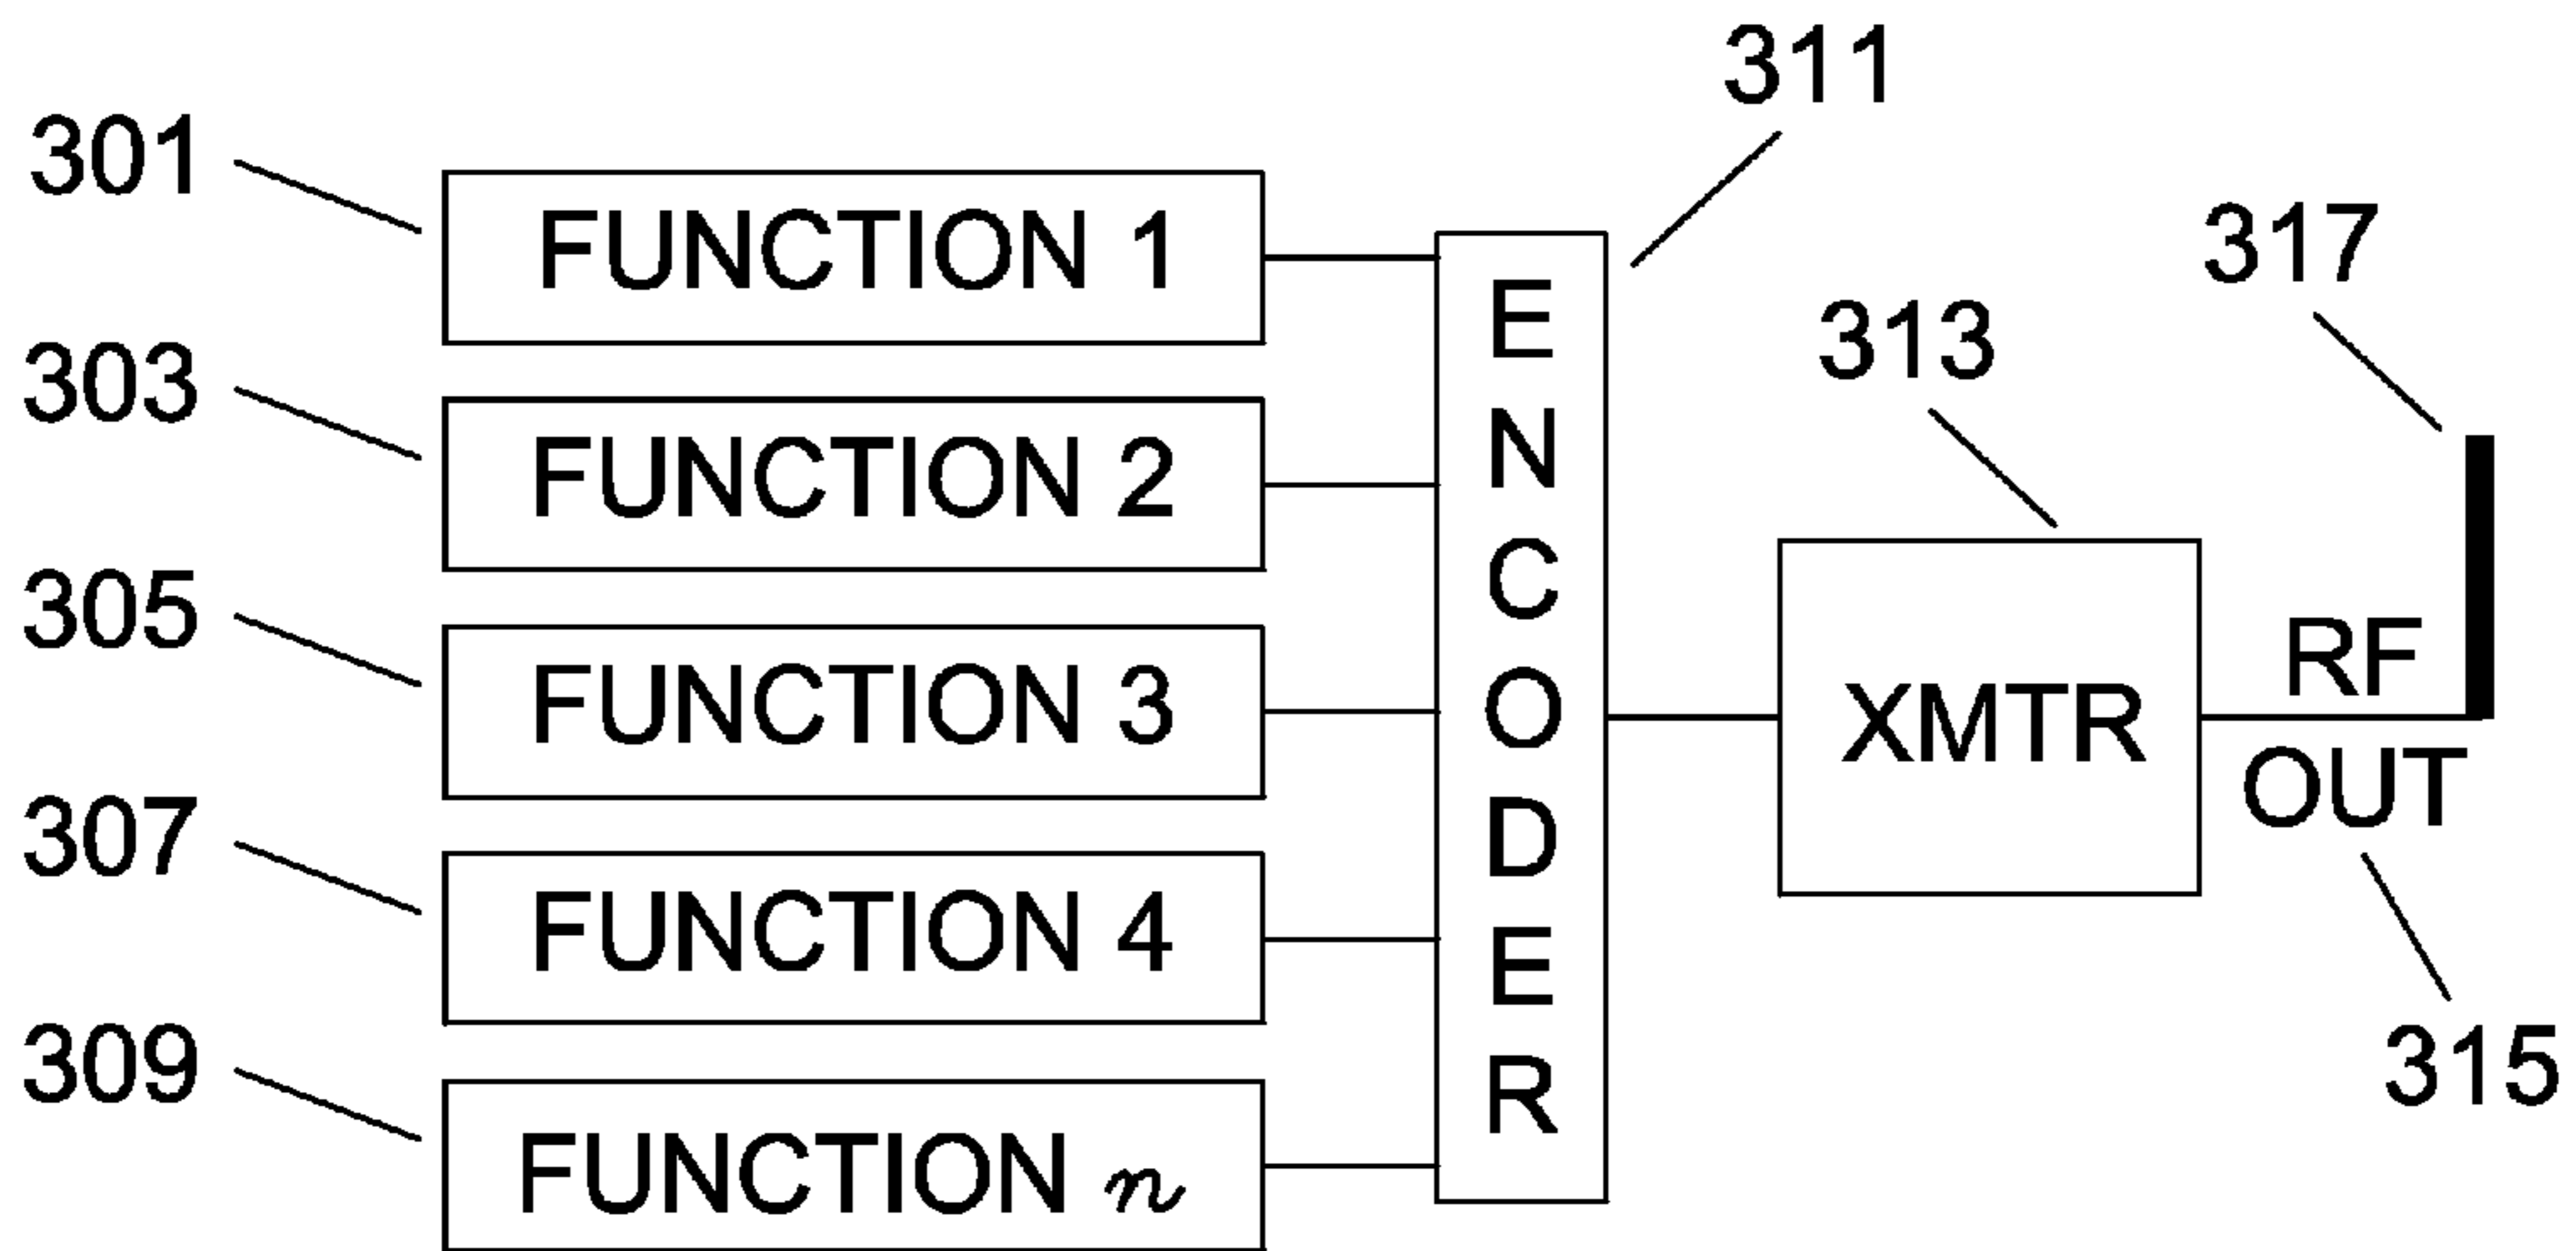 311
301
FUNCTION 1
317
303
FUNCTION 2
313
305
FUNCTION 3
ENCODER
XMTR
RF
OUT
307
FUNCTION 4
315
309
FUNCTION n